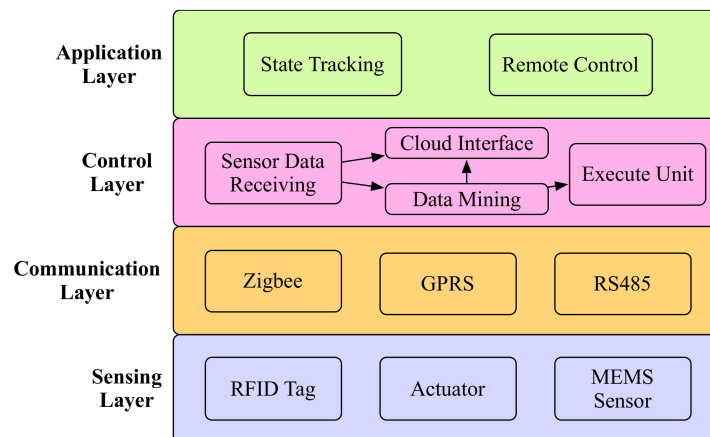 Application
Layer
State Tracking
Remote Control
Control
Layer
Sensor Data
Receiving
Cloud Interface
Data Mining
Execute Unit
Communication
Layer
Zigbee
GPRS
RS485
Sensing
Layer
RFID Tag
Actuator
MEMS
Sensor